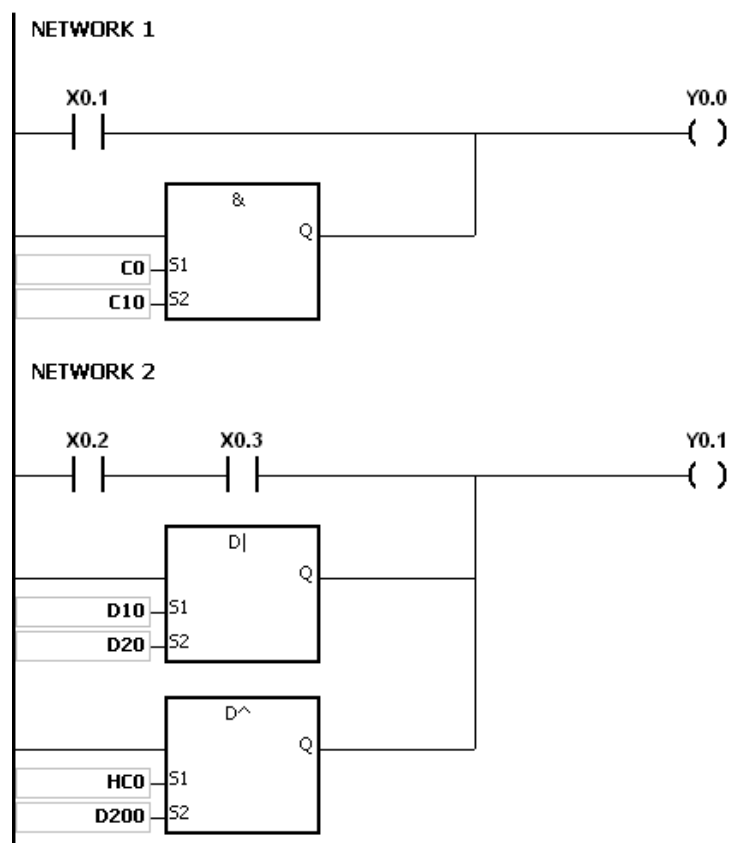 NETWORK 1
X0.1 Y0.0
&
Q
C0 S1
C10 S2
NETWORK 2
X0.2 X0.3 Y0.1
D|
Q
D10 S1
D20 S2
D^
Q
HC0 S1
D200 S2